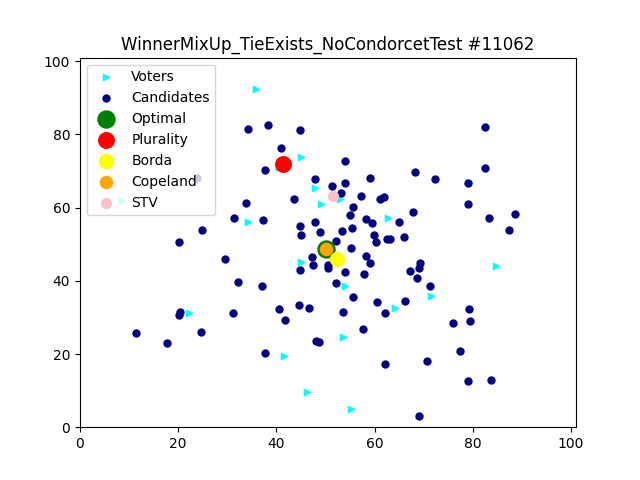 WinnerMixUp_TieExists_NoCondorcetTest #11062
100
80
60
40
20
0
Voters
Candidates
Optimal
Plurality
Borda
Copeland
STV
0 20 40 60 80 100